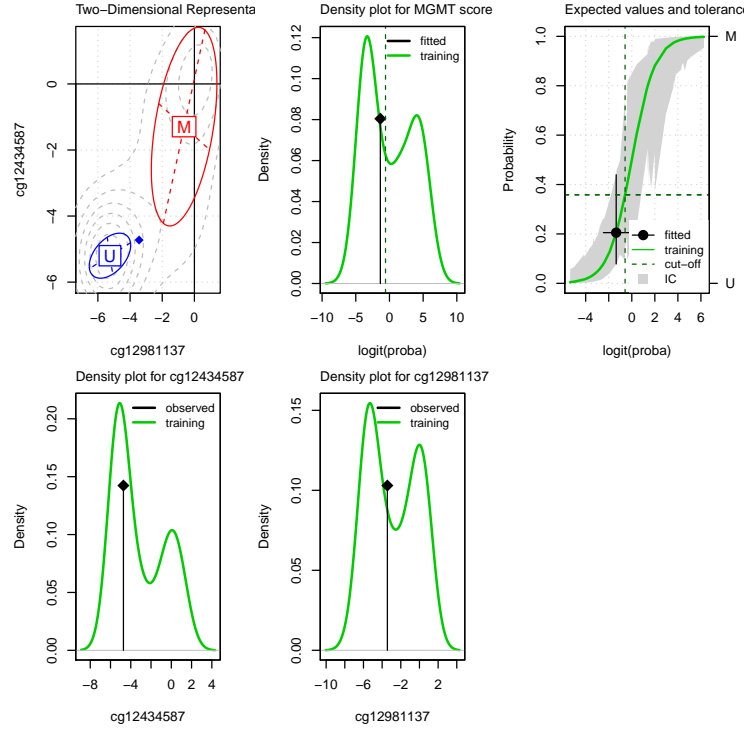 Two−Dimensional Representa
cg12434587
0
−2
−4
−6
M
U
−6
−4
−2
0
cg12981137
Density plot for MGMT score
Density
0.12
0.10
0.08
0.06
0.04
0.02
0.00
fitted
training
−10
−5
0
5
10
logit(proba)
Expected values and tolerance
Probability
1.0
0.8
0.6
0.4
0.2
0.0
M
U
fitted
training
cut−off
IC
−4
−2
0
2
4
6
logit(proba)
Density plot for cg12434587
Density
0.20
0.15
0.10
0.05
0.00
observed
training
−8
−4
0
2
4
cg12434587
Density plot for cg12981137
Density
0.15
0.10
0.05
0.00
observed
training
−10
−6
−2
2
cg12981137